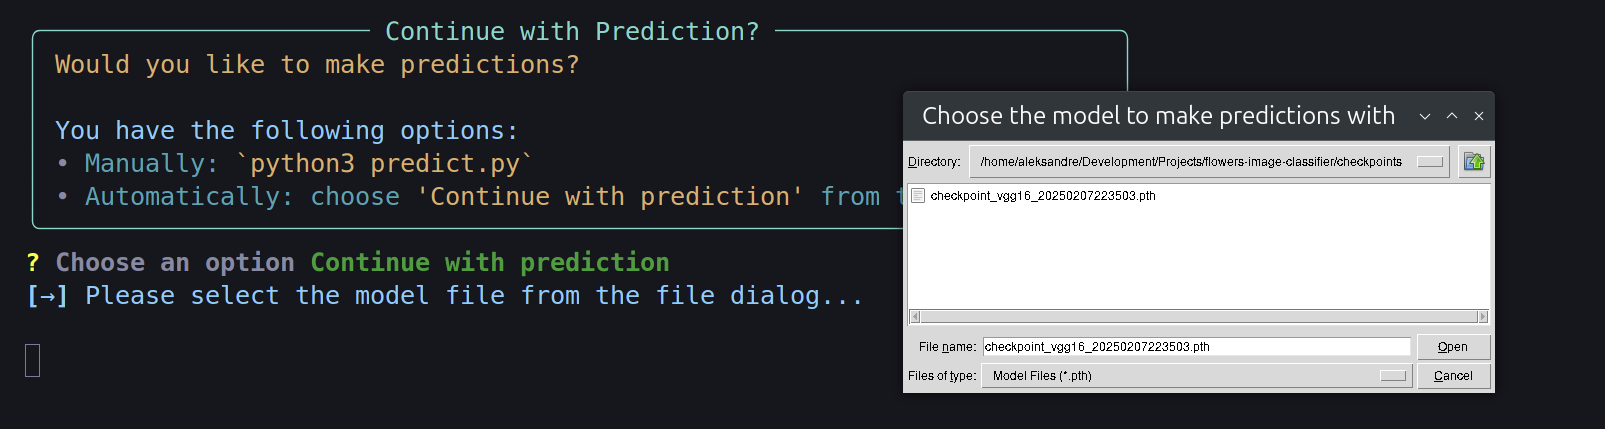 Continue with Prediction?
Would you like to make predictions?
You have the following options:
• Manually: `python3 predict.py`
• Automatically: choose 'Continue with prediction' from
? Choose an option Continue with prediction
[→] Please select the model file from the file dialog...
Choose the model to make predictions with
Directory: /home/aleksandre/Development/Projects/flowers-image-classifier/checkpoints
checkpoint_vgg16_20250207223503.pth
File name: checkpoint_vgg16_20250207223503.pth Open
Files of type: Model Files (*.pth) Cancel